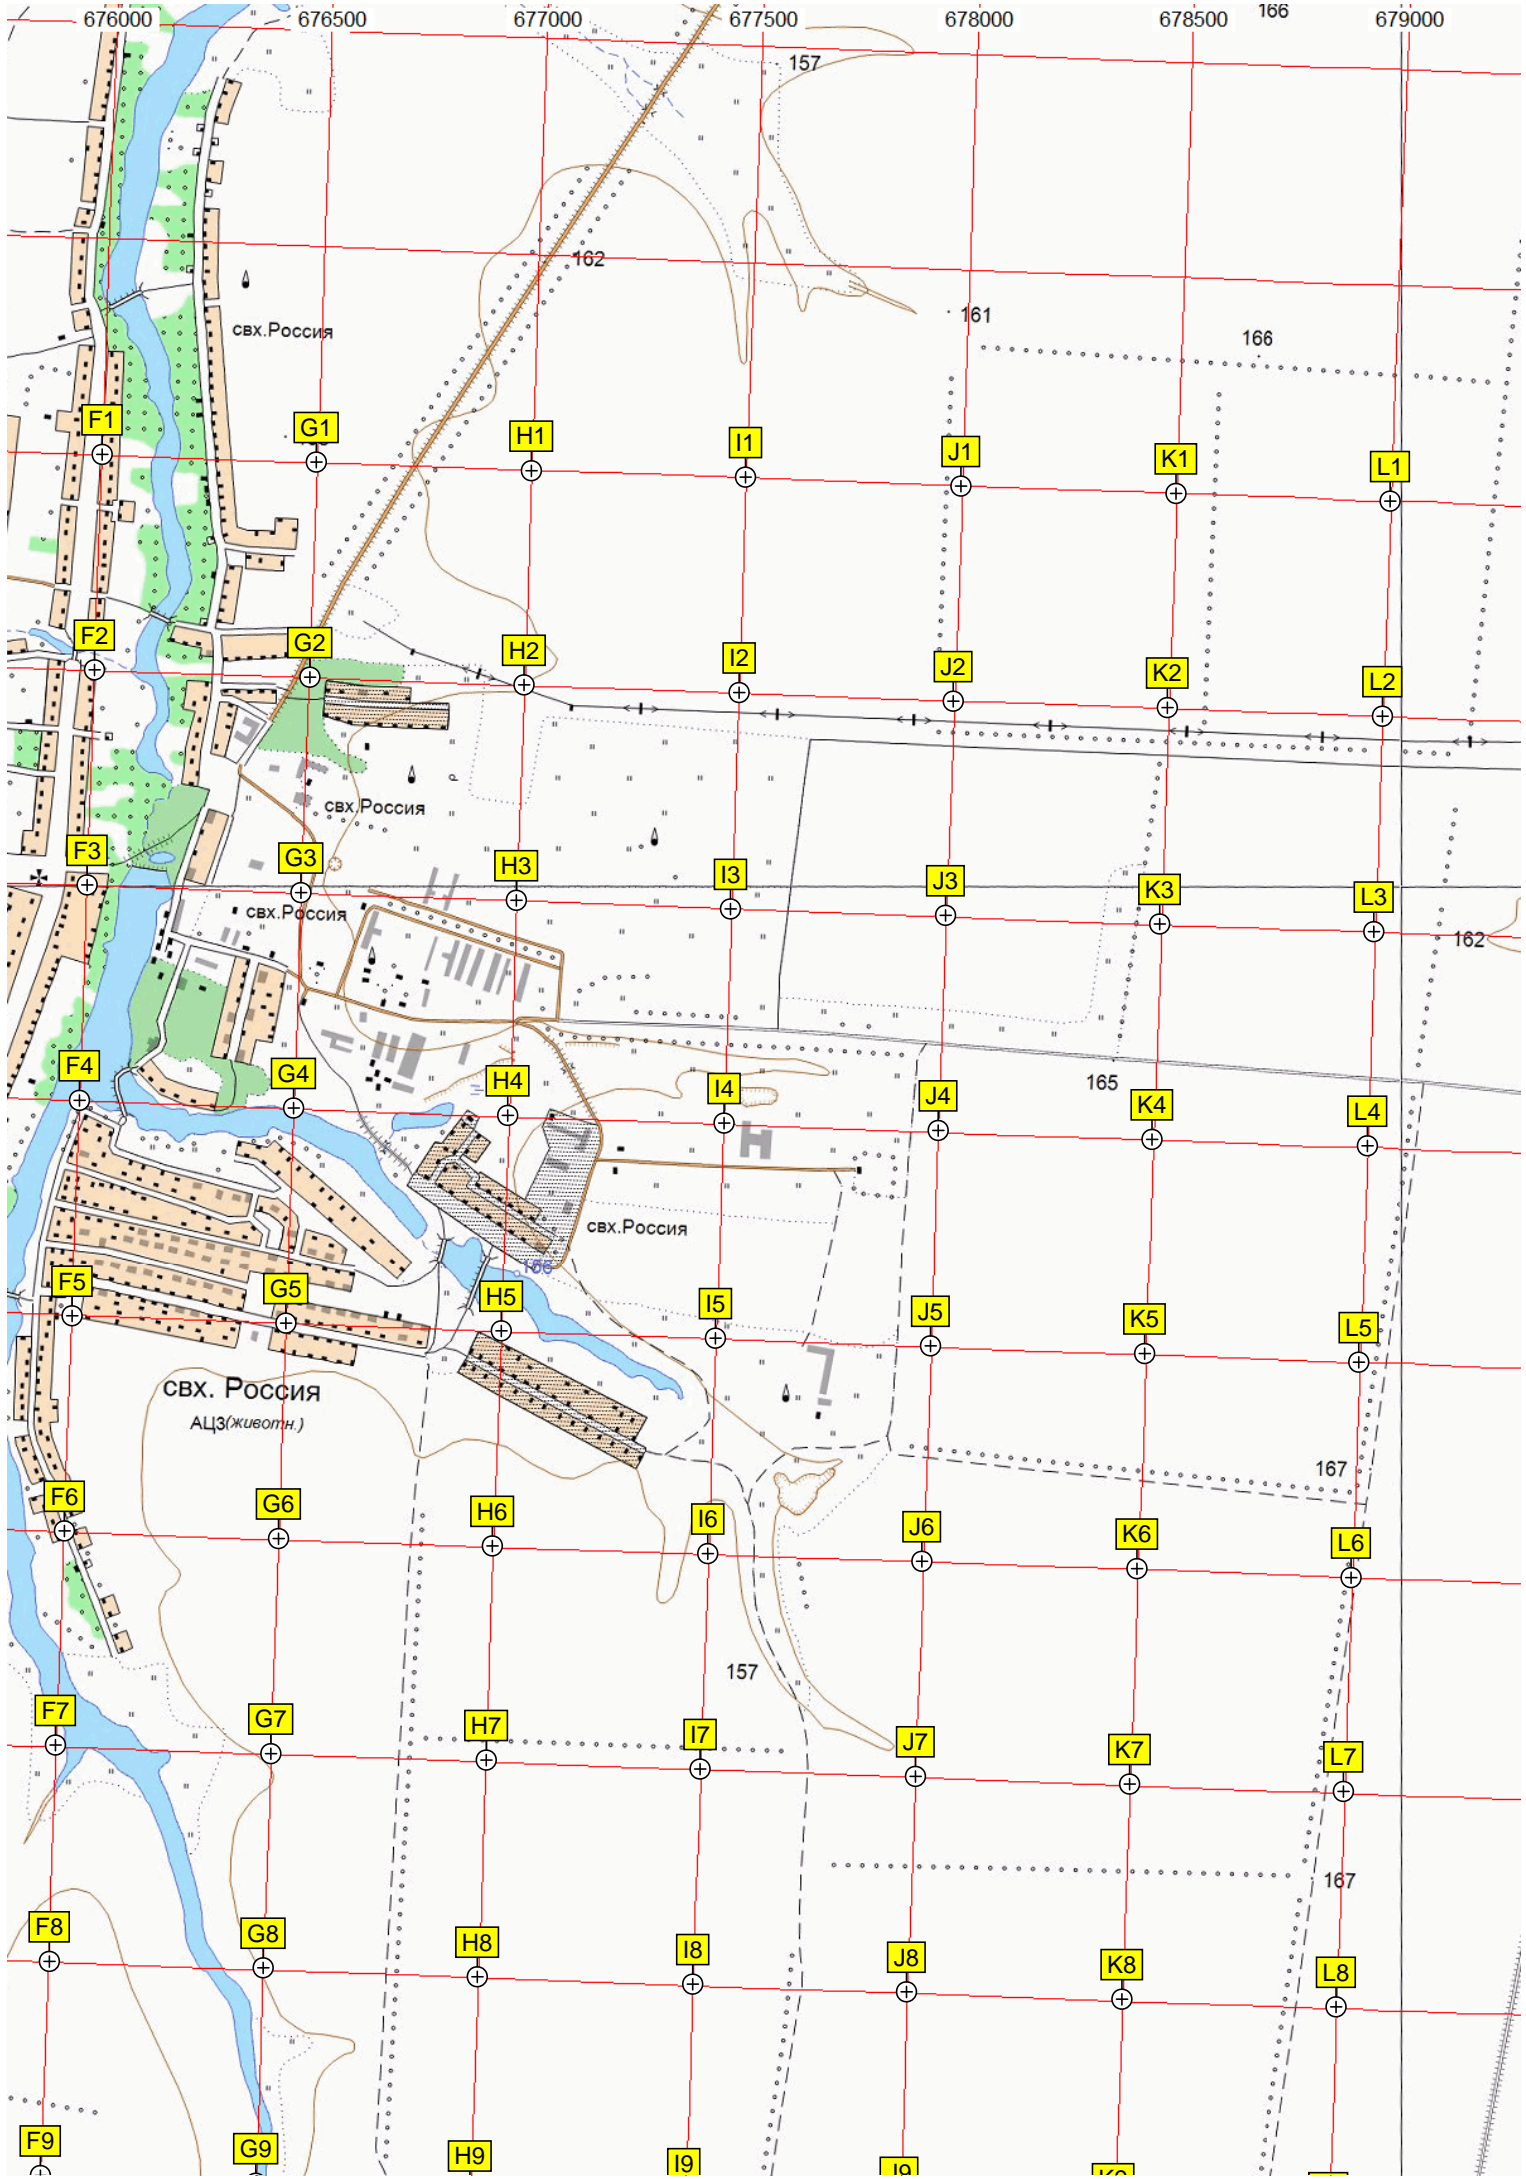 676000 676500 677000 677500 678000 678500 679000
166
157
162
161
166
свх.Россия
F1 G1 H1 I1 J1 K1 L1
F2 G2 H2 I2 J2 K2 L2
свх.Россия
F3 G3 H3 I3 J3 K3 L3
свх.Россия
162
165
F4 G4 H4 I4 J4 K4 L4
свх.Россия
166
F5 G5 H5 I5 J5 K5 L5
свх. Россия
АЦЗ(животн.)
167
F6 G6 H6 I6 J6 K6 L6
157
F7 G7 H7 I7 J7 K7 L7
167
F8 G8 H8 I8 J8 K8 L8
F9 G9 H9 I9 J9 K9